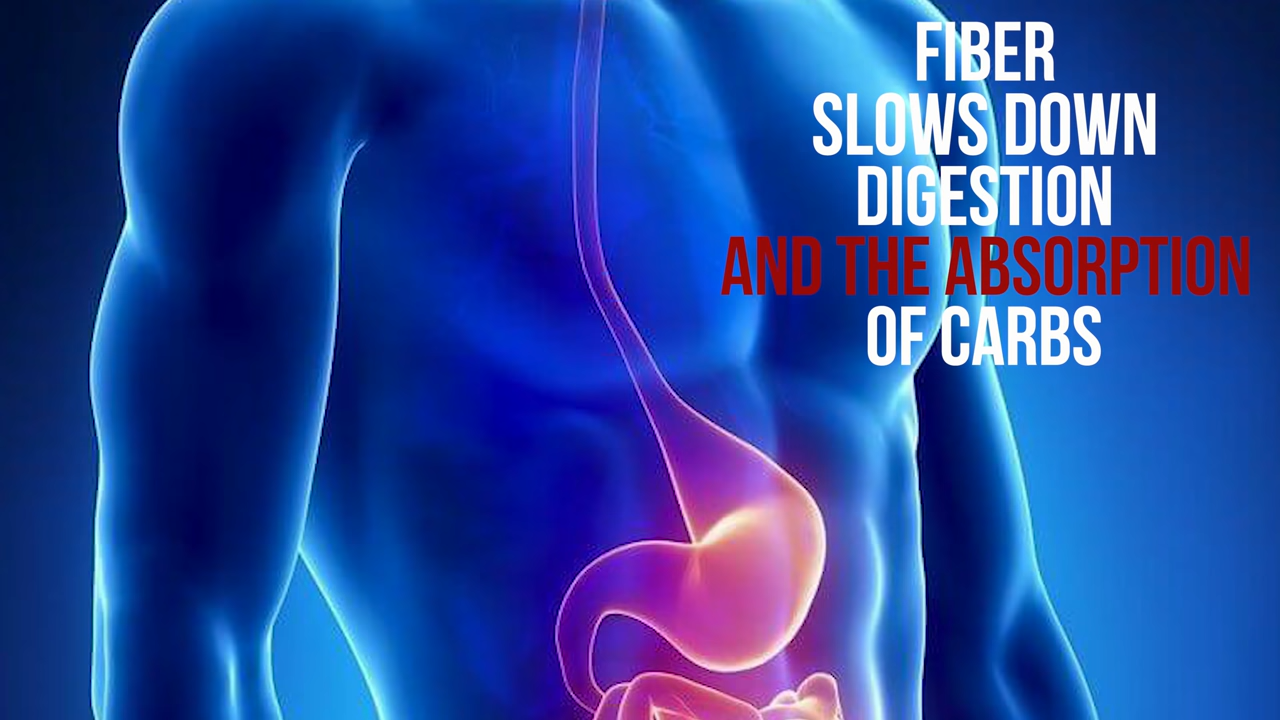 FIBER
SLOWS DOWN
DIGESTION
AND THE ABSORPTION
OF CARBS